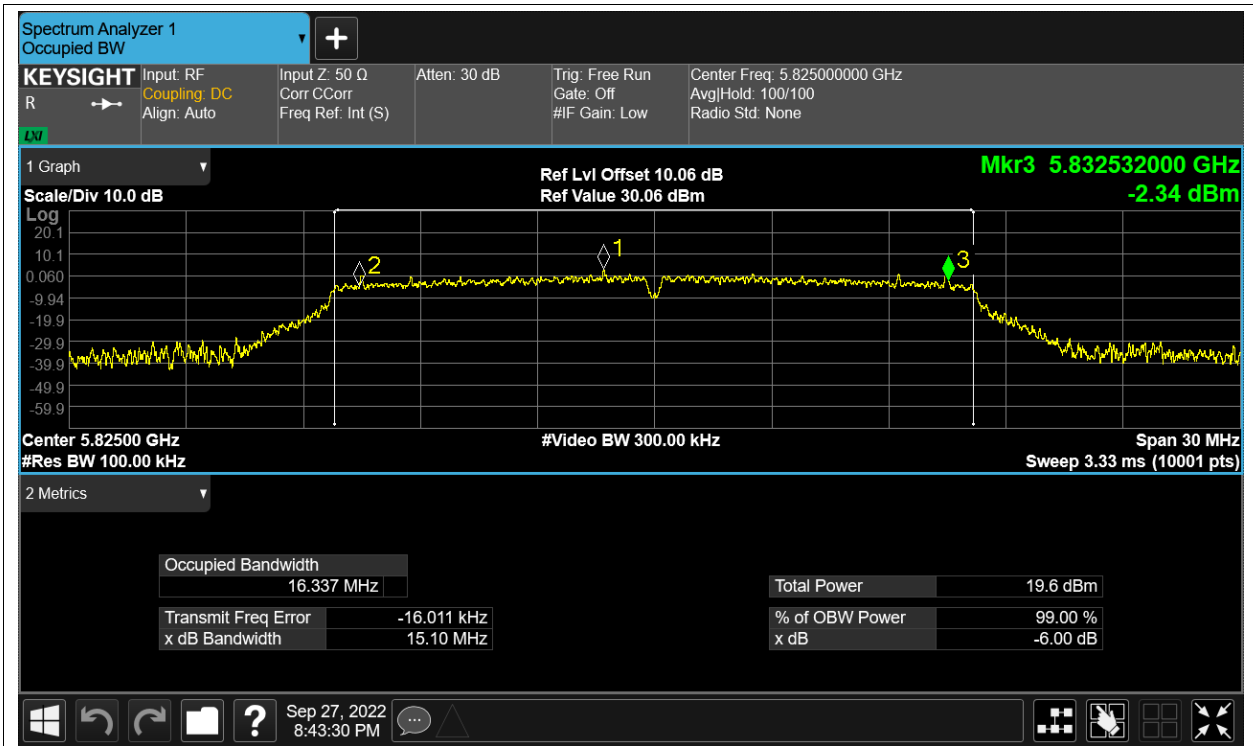 Spectrum Analyzer 1
Occupied BW
KEYSIGHT
R
LXI
Input: RF
Coupling: DC
Align: Auto
Input Z: 50 Ω
Corr CCorr
Freq Ref: Int (S)
Atten: 30 dB
Trig: Free Run
Gate: Off
#IF Gain: Low
Center Freq: 5.825000000 GHz
Avg|Hold: 100/100
Radio Std: None
1 Graph
Scale/Div 10.0 dB
Ref Lvl Offset 10.06 dB
Ref Value 30.06 dBm
Mkr3 5.832532000 GHz
-2.34 dBm
Log
20.1
10.1
0.060
-9.94
-19.9
-29.9
-39.9
-49.9
-59.9
2
1
3
Center 5.82500 GHz
#Res BW 100.00 kHz
#Video BW 300.00 kHz
Span 30 MHz
Sweep 3.33 ms (10001 pts)
2 Metrics
Occupied Bandwidth
16.337 MHz
Transmit Freq Error -16.011 kHz
x dB Bandwidth 15.10 MHz
Total Power 19.6 dBm
% of OBW Power 99.00 %
x dB -6.00 dB
?
Sep 27, 2022
8:43:30 PM